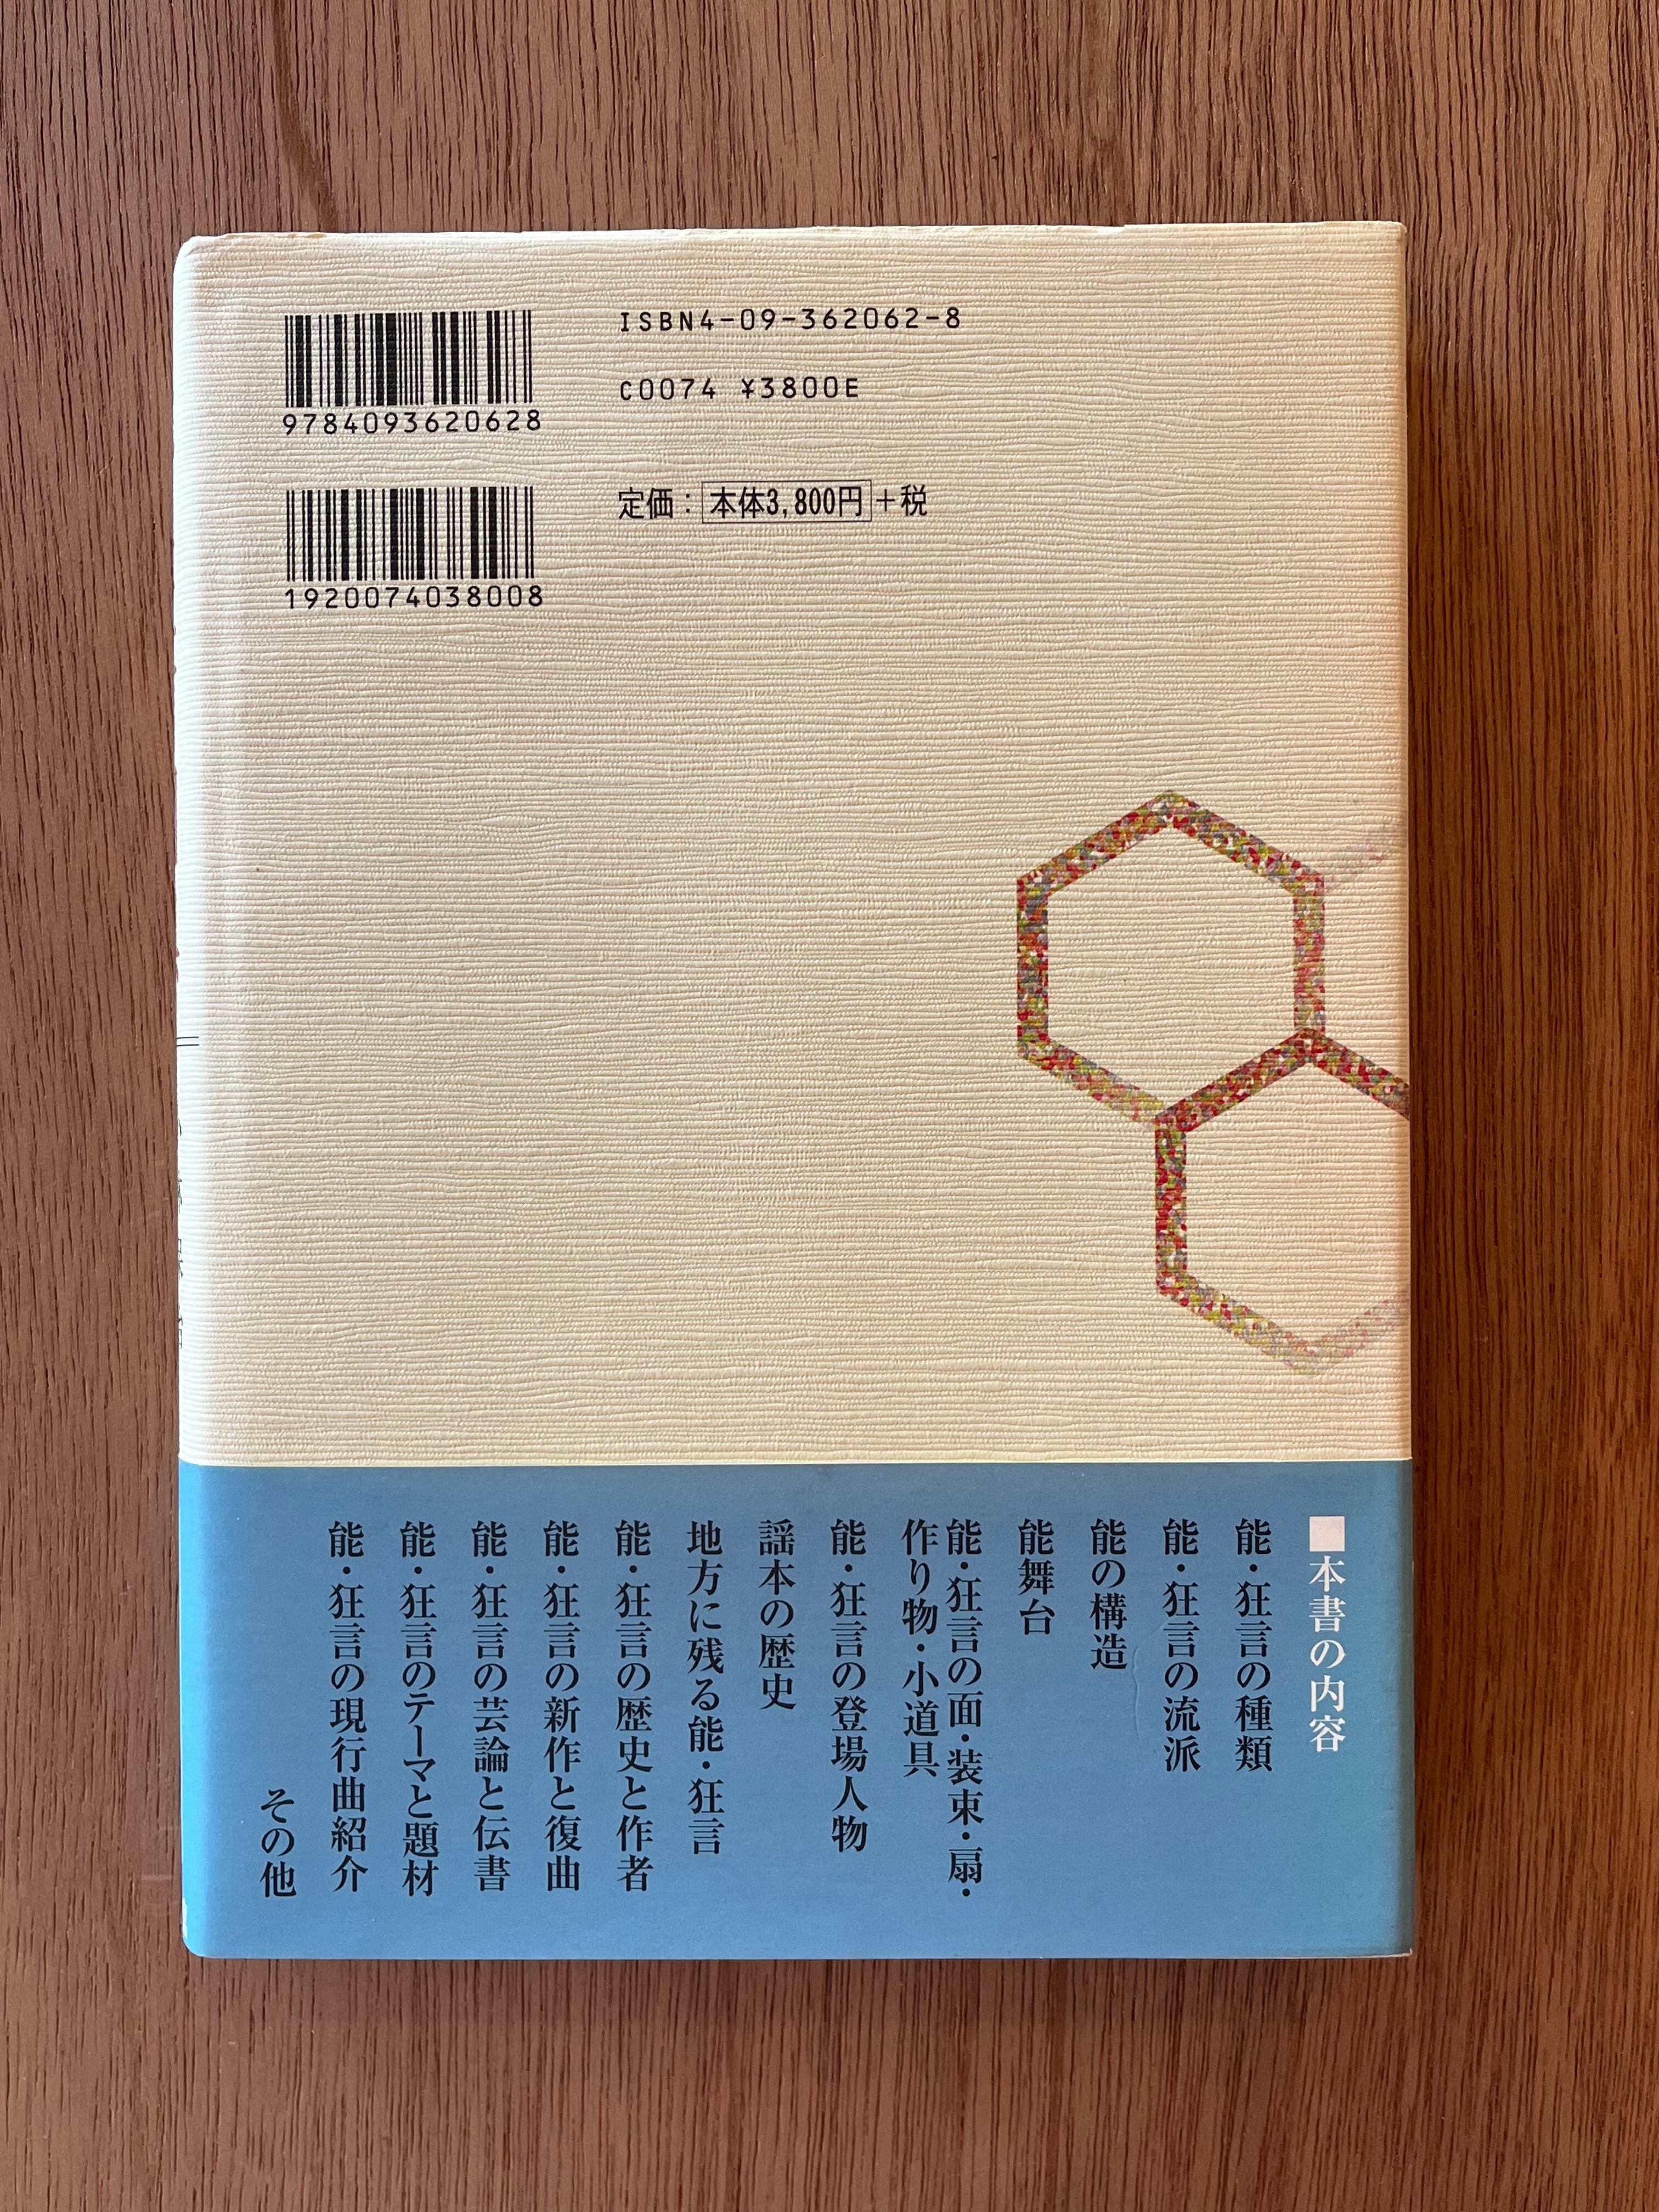 ISBN4-09-362062-8
C0074 ¥3800E
9784093620628
定価：本体3,800円＋税
1920074038008
■本書の内容
能・狂言の種類
能・狂言の流派
能の構造
能舞台
能・狂言の面・装束・扇・
作り物・小道具
能・狂言の登場人物
謡本の歴史
地方に残る能・狂言
能・狂言の歴史と作者
能・狂言の新作と復曲
能・狂言の芸論と伝書
能・狂言のテーマと題材
能・狂言の現行曲紹介
その他